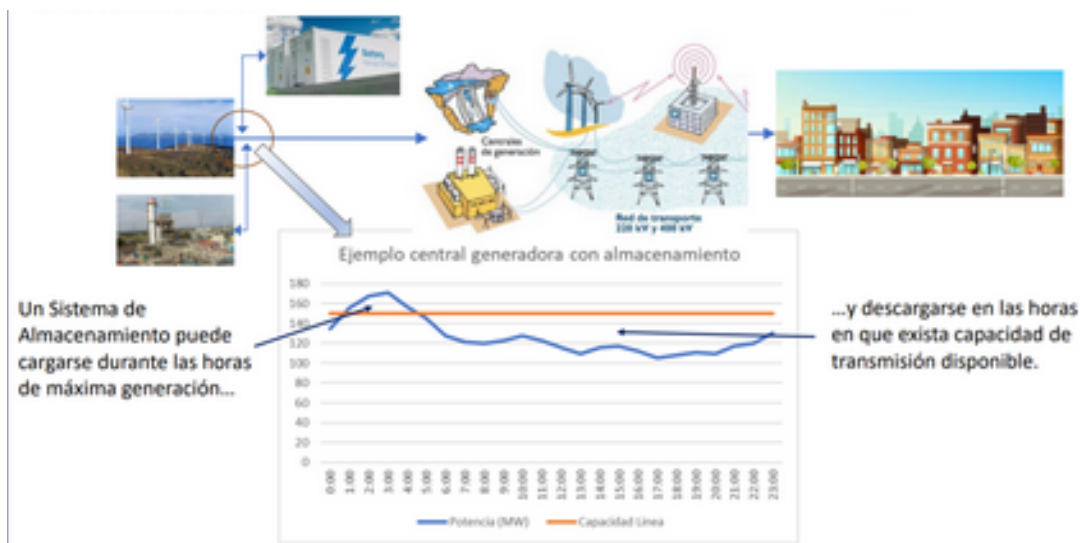 Battery
Centrales
de generación
Red de transporte
220 kV y 400 kV
Ejemplo central generadora con almacenamiento
Un Sistema de
Almacenamiento puede
cargarse durante las horas
de máxima generación...
...y descargarse en las horas
en que exista capacidad de
transmisión disponible.
180
160
140
120
100
80
60
40
20
0
0:00
1:00
2:00
3:00
4:00
5:00
6:00
7:00
8:00
9:00
10:00
11:00
12:00
13:00
14:00
15:00
16:00
17:00
18:00
19:00
20:00
21:00
22:00
23:00
Potencia (MW)
Capacidad Línea